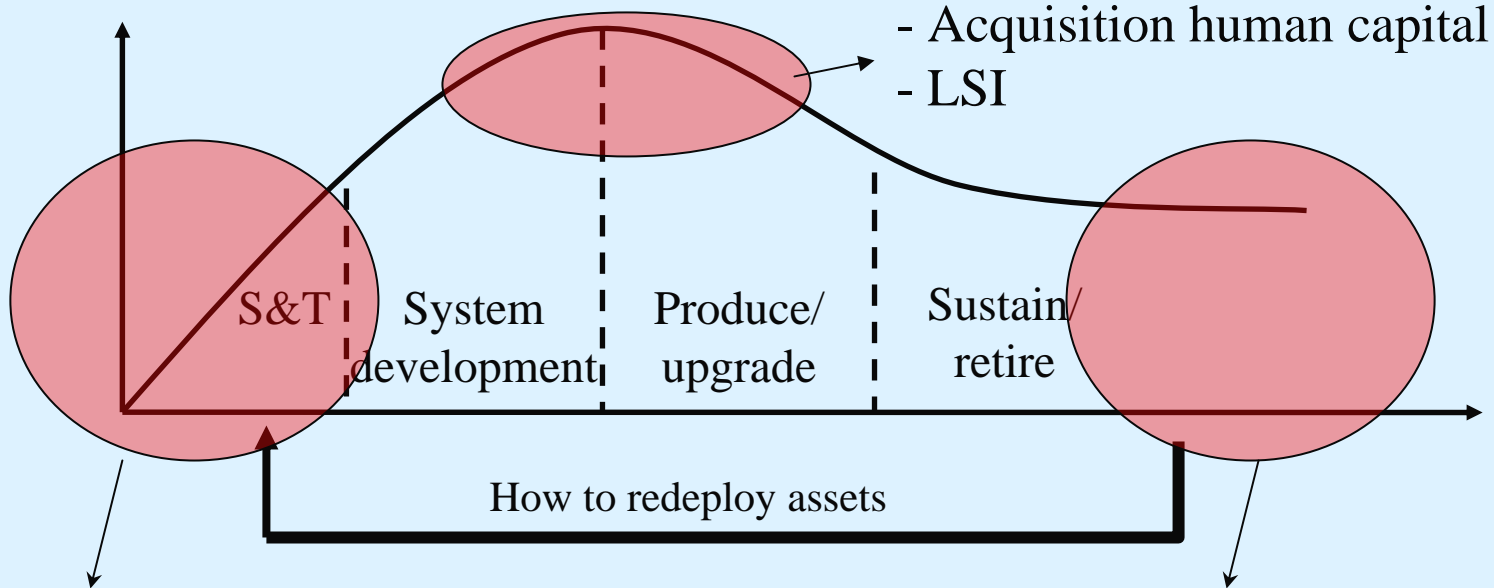 - Acquisition human capital
- LSI
S&T
System
development
Produce/
upgrade
Sustain/
retire
How to redeploy assets